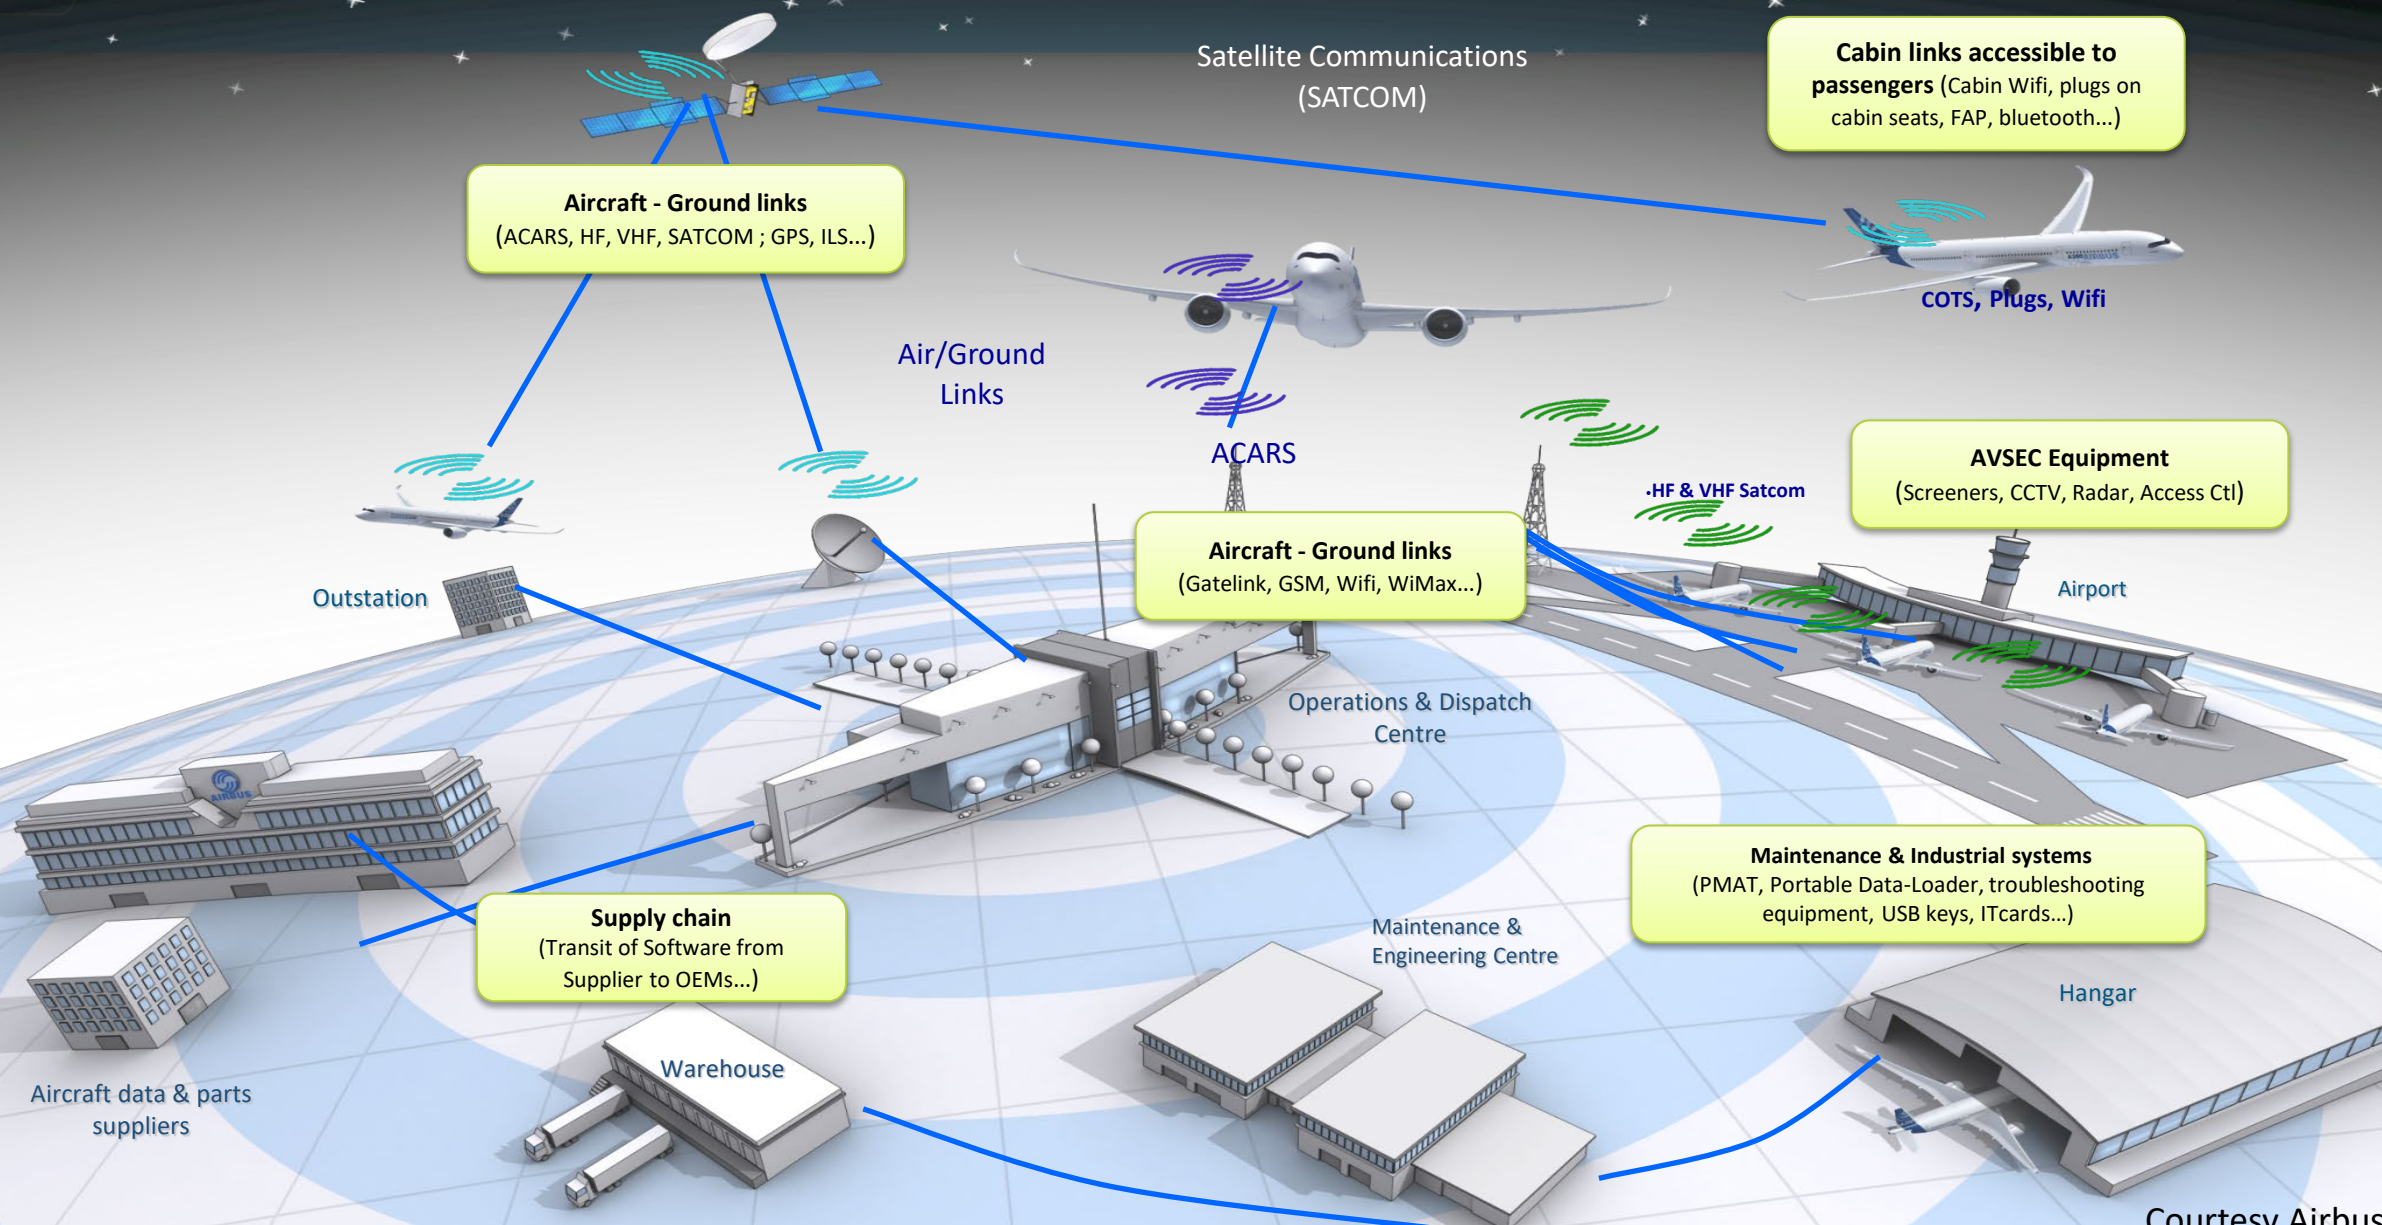 Satellite Communications
(SATCOM)
Cabin links accessible to
passengers (Cabin Wifi, plugs on
cabin seats, FAP, bluetooth...)
Aircraft - Ground links
(ACARS, HF, VHF, SATCOM ; GPS, ILS...)
COTS, Plugs, Wifi
Air/Ground
Links
ACARS
•HF & VHF Satcom
AVSEC Equipment
(Screeners, CCTV, Radar, Access Ctl)
Aircraft - Ground links
(Gatelink, GSM, Wifi, WiMax...)
Outstation
Airport
Operations & Dispatch
Centre
AIRBUS
Maintenance & Industrial systems
(PMAT, Portable Data-Loader, troubleshooting
equipment, USB keys, ITcards...)
Supply chain
(Transit of Software from
Supplier to OEMs...)
Maintenance &
Engineering Centre
Hangar
Warehouse
Aircraft data & parts
suppliers
Courtesy Airbus